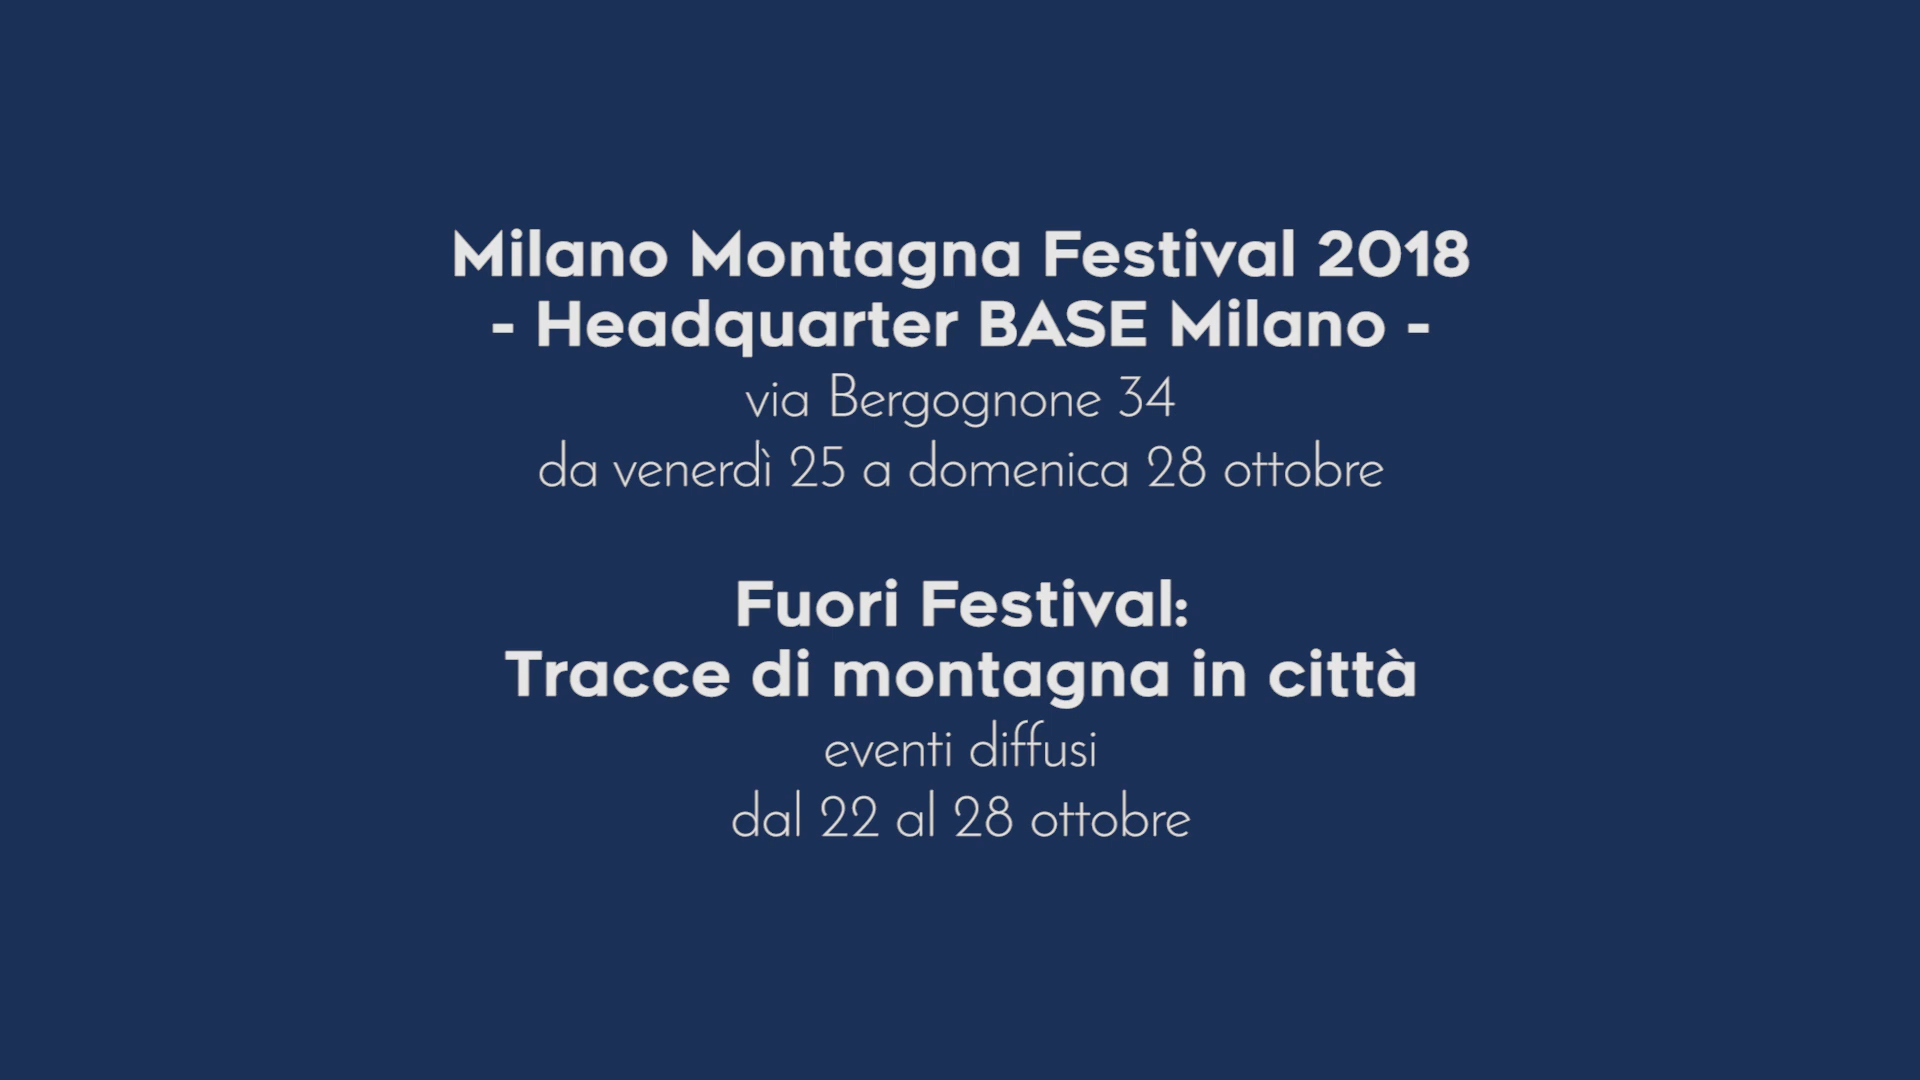 Milano Montagna Festival 2018
- Headquarter BASE Milano -
via Bergognone 34
da venerdì 25 a domenica 28 ottobre
Fuori Festival:
Tracce di montagna in città
eventi diffusi
dal 22 al 28 ottobre